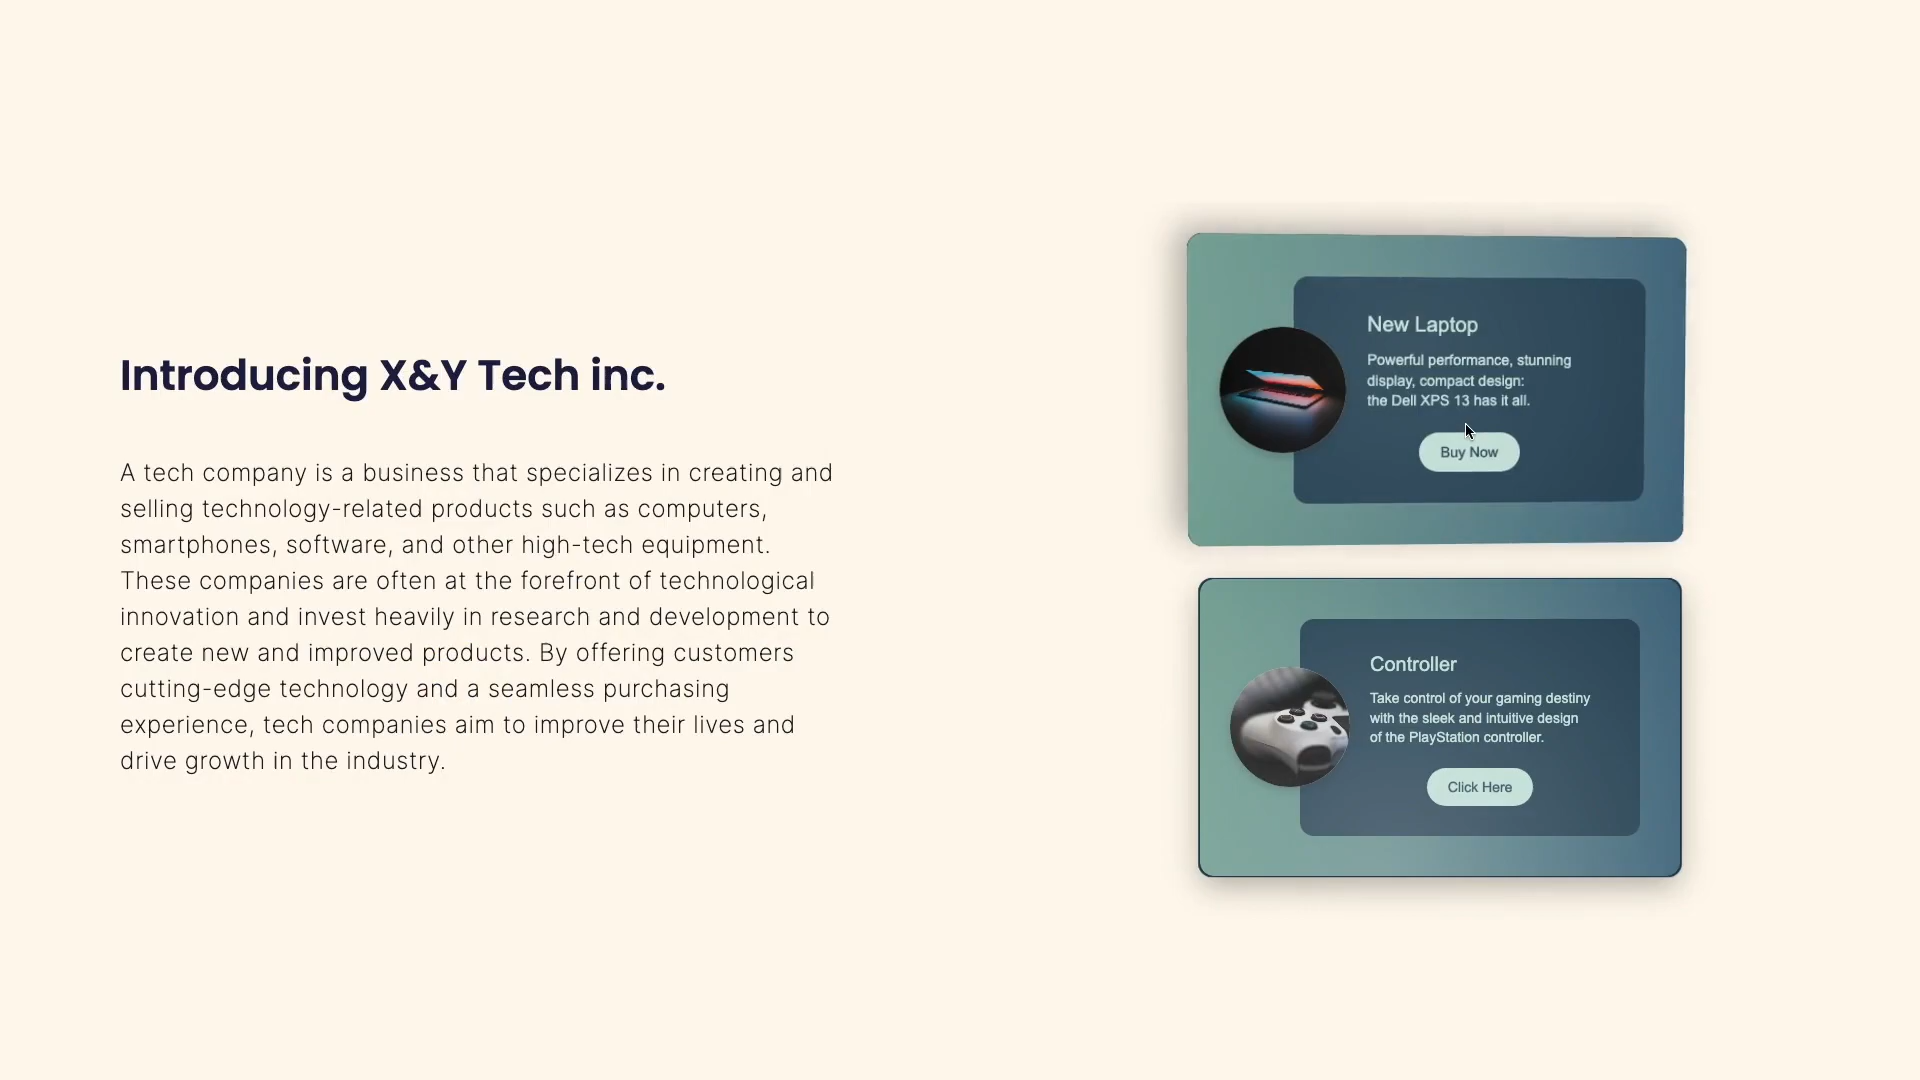 Introducing X&Y Tech inc.
A tech company is a business that specializes in creating and
selling technology-related products such as computers,
smartphones, software, and other high-tech equipment.
These companies are often at the forefront of technological
innovation and invest heavily in research and development to
create new and improved products. By offering customers
cutting-edge technology and a seamless purchasing
experience, tech companies aim to improve their lives and
drive growth in the industry.
New Laptop
Powerful performance, stunning
display, compact design:
the Dell XPS 13 has it all.
Buy Now
Controller
Take control of your gaming destiny
with the sleek and intuitive design
of the PlayStation controller.
Click Here